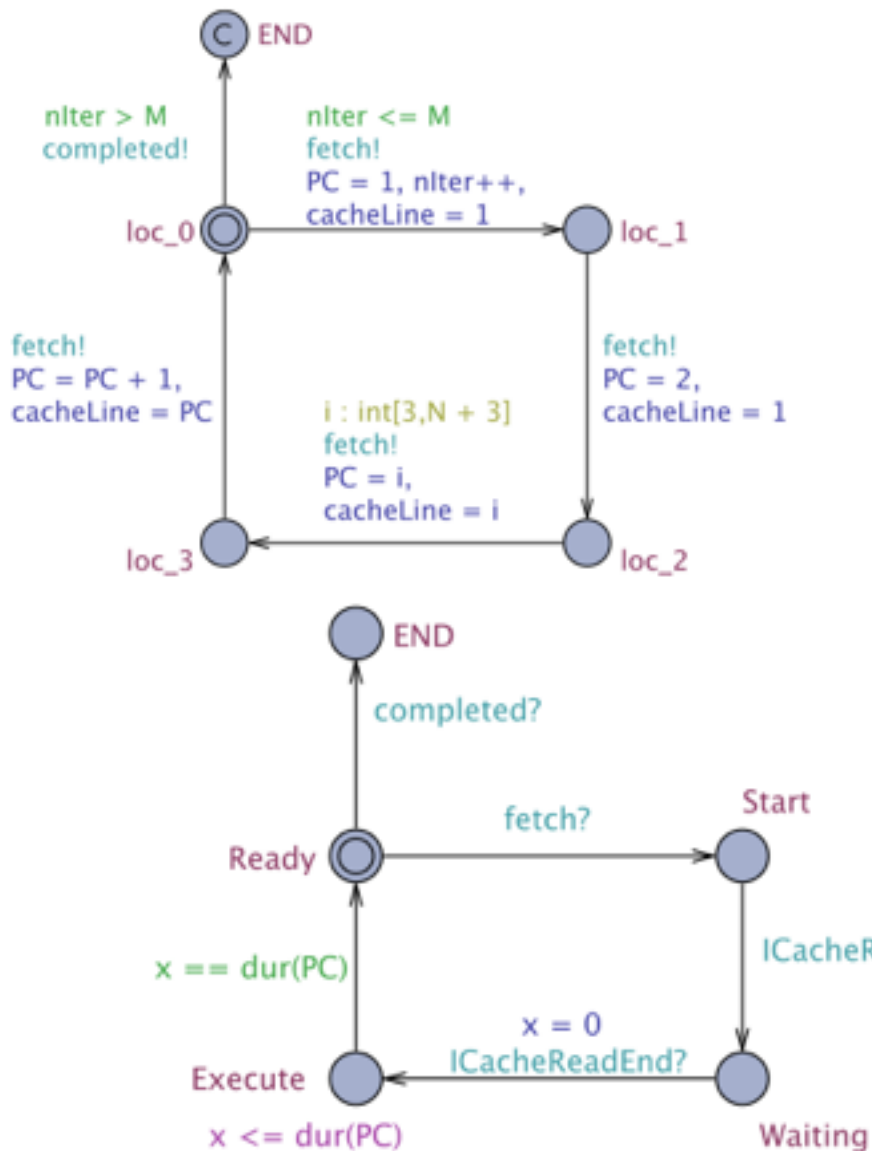 C END
nIter > M
completed!
nIter <= M
fetch!
PC = 1, nIter++,
cacheLine = 1
loc_0
loc_1
fetch!
PC = PC + 1,
cacheLine = PC
i : int[3,N + 3]
fetch!
PC = i,
cacheLine = i
fetch!
PC = 2,
cacheLine = 1
loc_3
loc_2
END
completed?
Start
fetch?
Ready
ICacheR
x == dur(PC)
x = 0
ICacheReadEnd?
Execute
x <= dur(PC)
Waiting